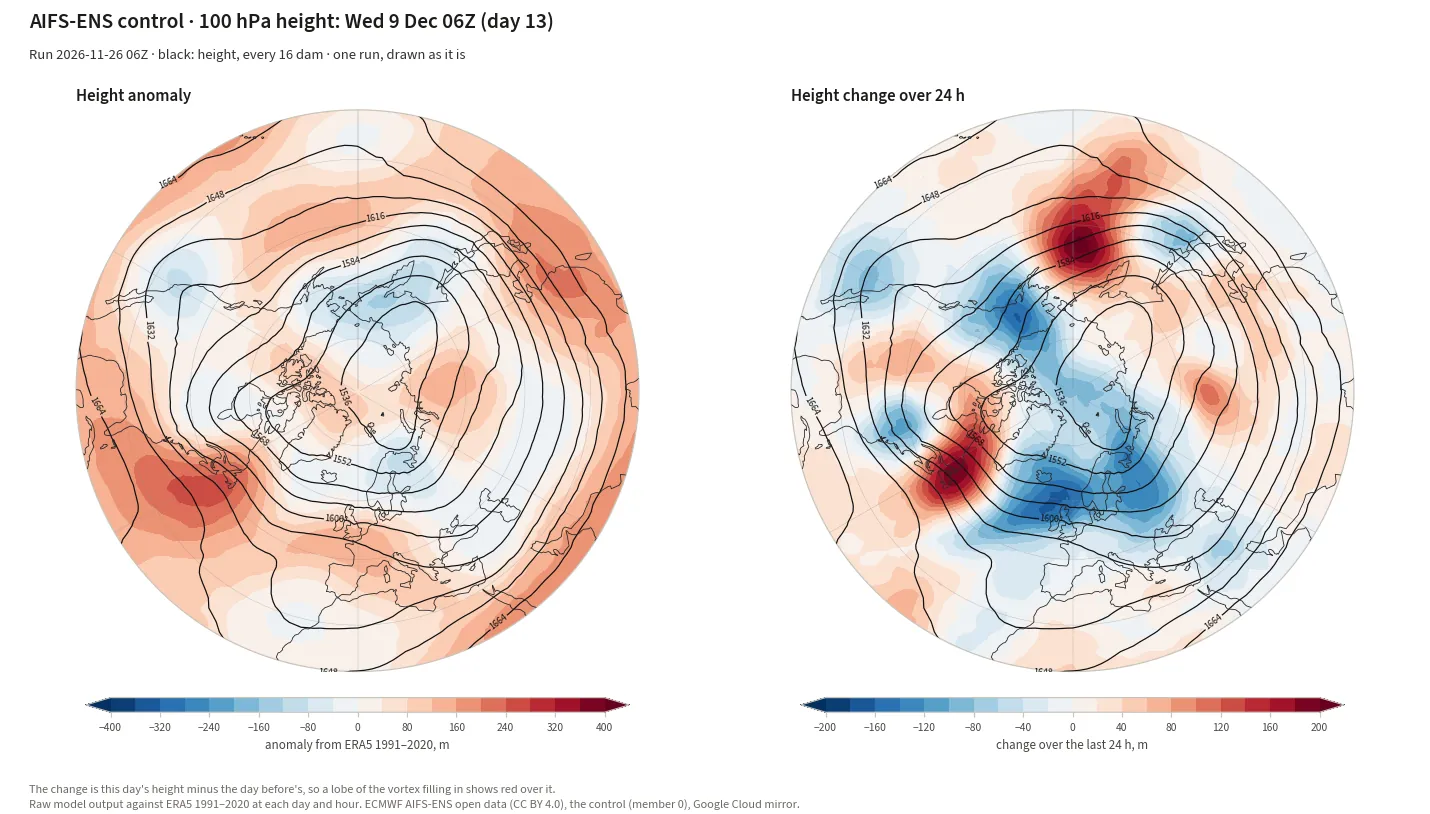 AIFS-ENS control · 100 hPa height: Wed 9 Dec 06Z (day 13)
Run 2026-11-26 06Z · black: height, every 16 dam · one run, drawn as it is
Height anomaly
Height change over 24 h
1664
1648
1616
1584
1632
1664
1536
1568
1552
1600
1664
1648
1664
1648
1616
1584
1632
1664
1536
1568
1552
1600
1664
1648
−400 −320 −240 −160 −80 0 80 160 240 320 400
anomaly from ERA5 1991–2020, m
−200 −160 −120 −80 −40 0 40 80 120 160 200
change over the last 24 h, m
The change is this day's height minus the day before's, so a lobe of the vortex filling in shows red over it.
Raw model output against ERA5 1991–2020 at each day and hour. ECMWF AIFS-ENS open data (CC BY 4.0), the control (member 0), Google Cloud mirror.